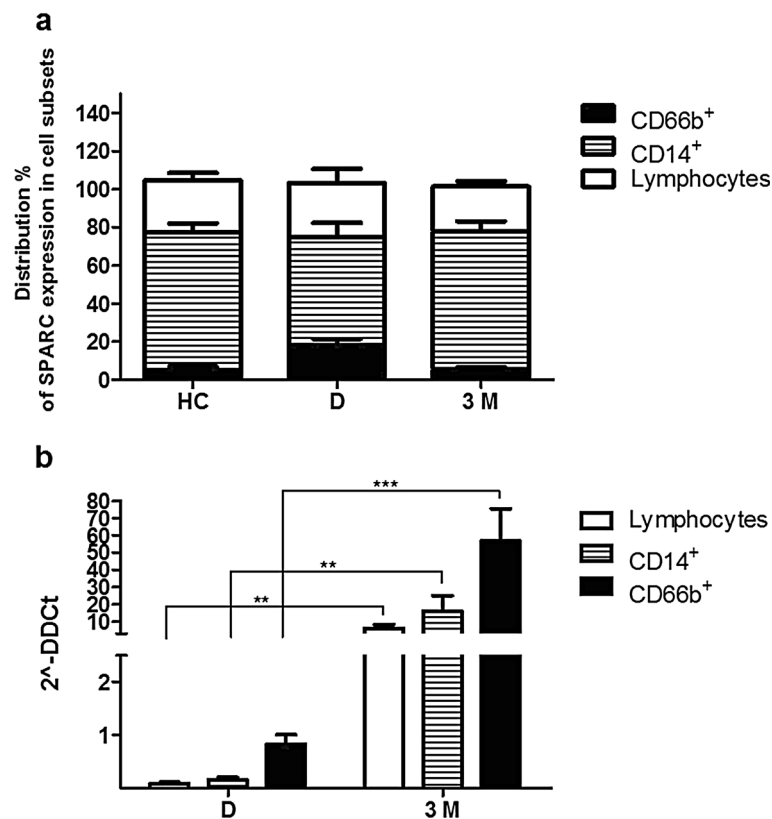 a
Distribution %
of SPARC expression in cell subsets
140
120
100
80
60
40
20
0
HC
D
3 M
CD66b+
CD14+
Lymphocytes
b
2^-DDCt
80
70
60
50
40
30
20
10
2
1
***
**
**
D
3 M
Lymphocytes
CD14+
CD66b+